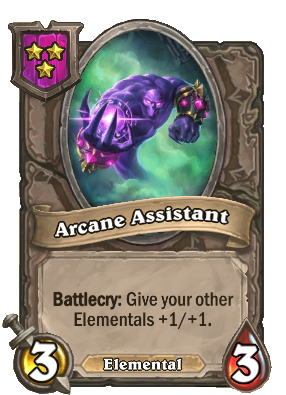 Arcane Assistant
Battlecry: Give your other
Elementals +1/+1.
Elemental
3 3